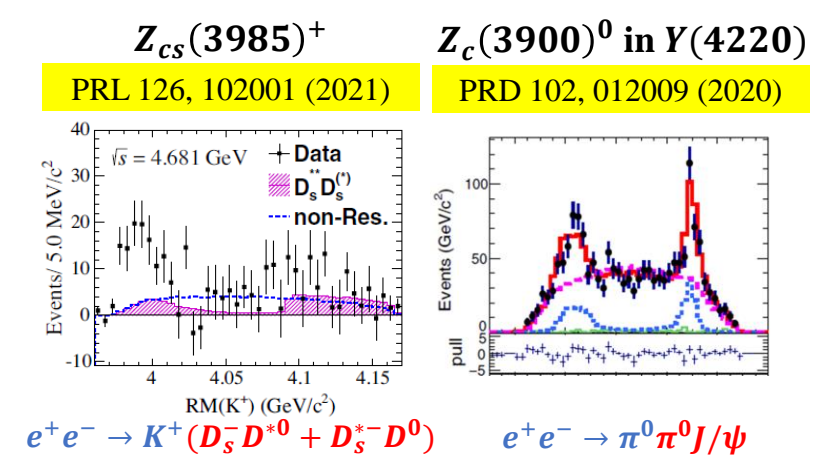 Z_cs(3985)^+
PRL 126, 102001 (2021)
40
30
20
10
0
-10
Events/ 5.0 MeV/c²
√s = 4.681 GeV
Data
D_s^** D_s^(*)
non-Res.
4
4.05
4.1
4.15
RM(K⁺) (GeV/c²)
e⁺e⁻ → K⁺(D_s^- D^*0 + D_s^*- D^0)
Z_c(3900)^0 in Y(4220)
PRD 102, 012009 (2020)
100
50
0
Events (GeV/c²)
5
0
-5
pull
e⁺e⁻ → π⁰π⁰J/ψ